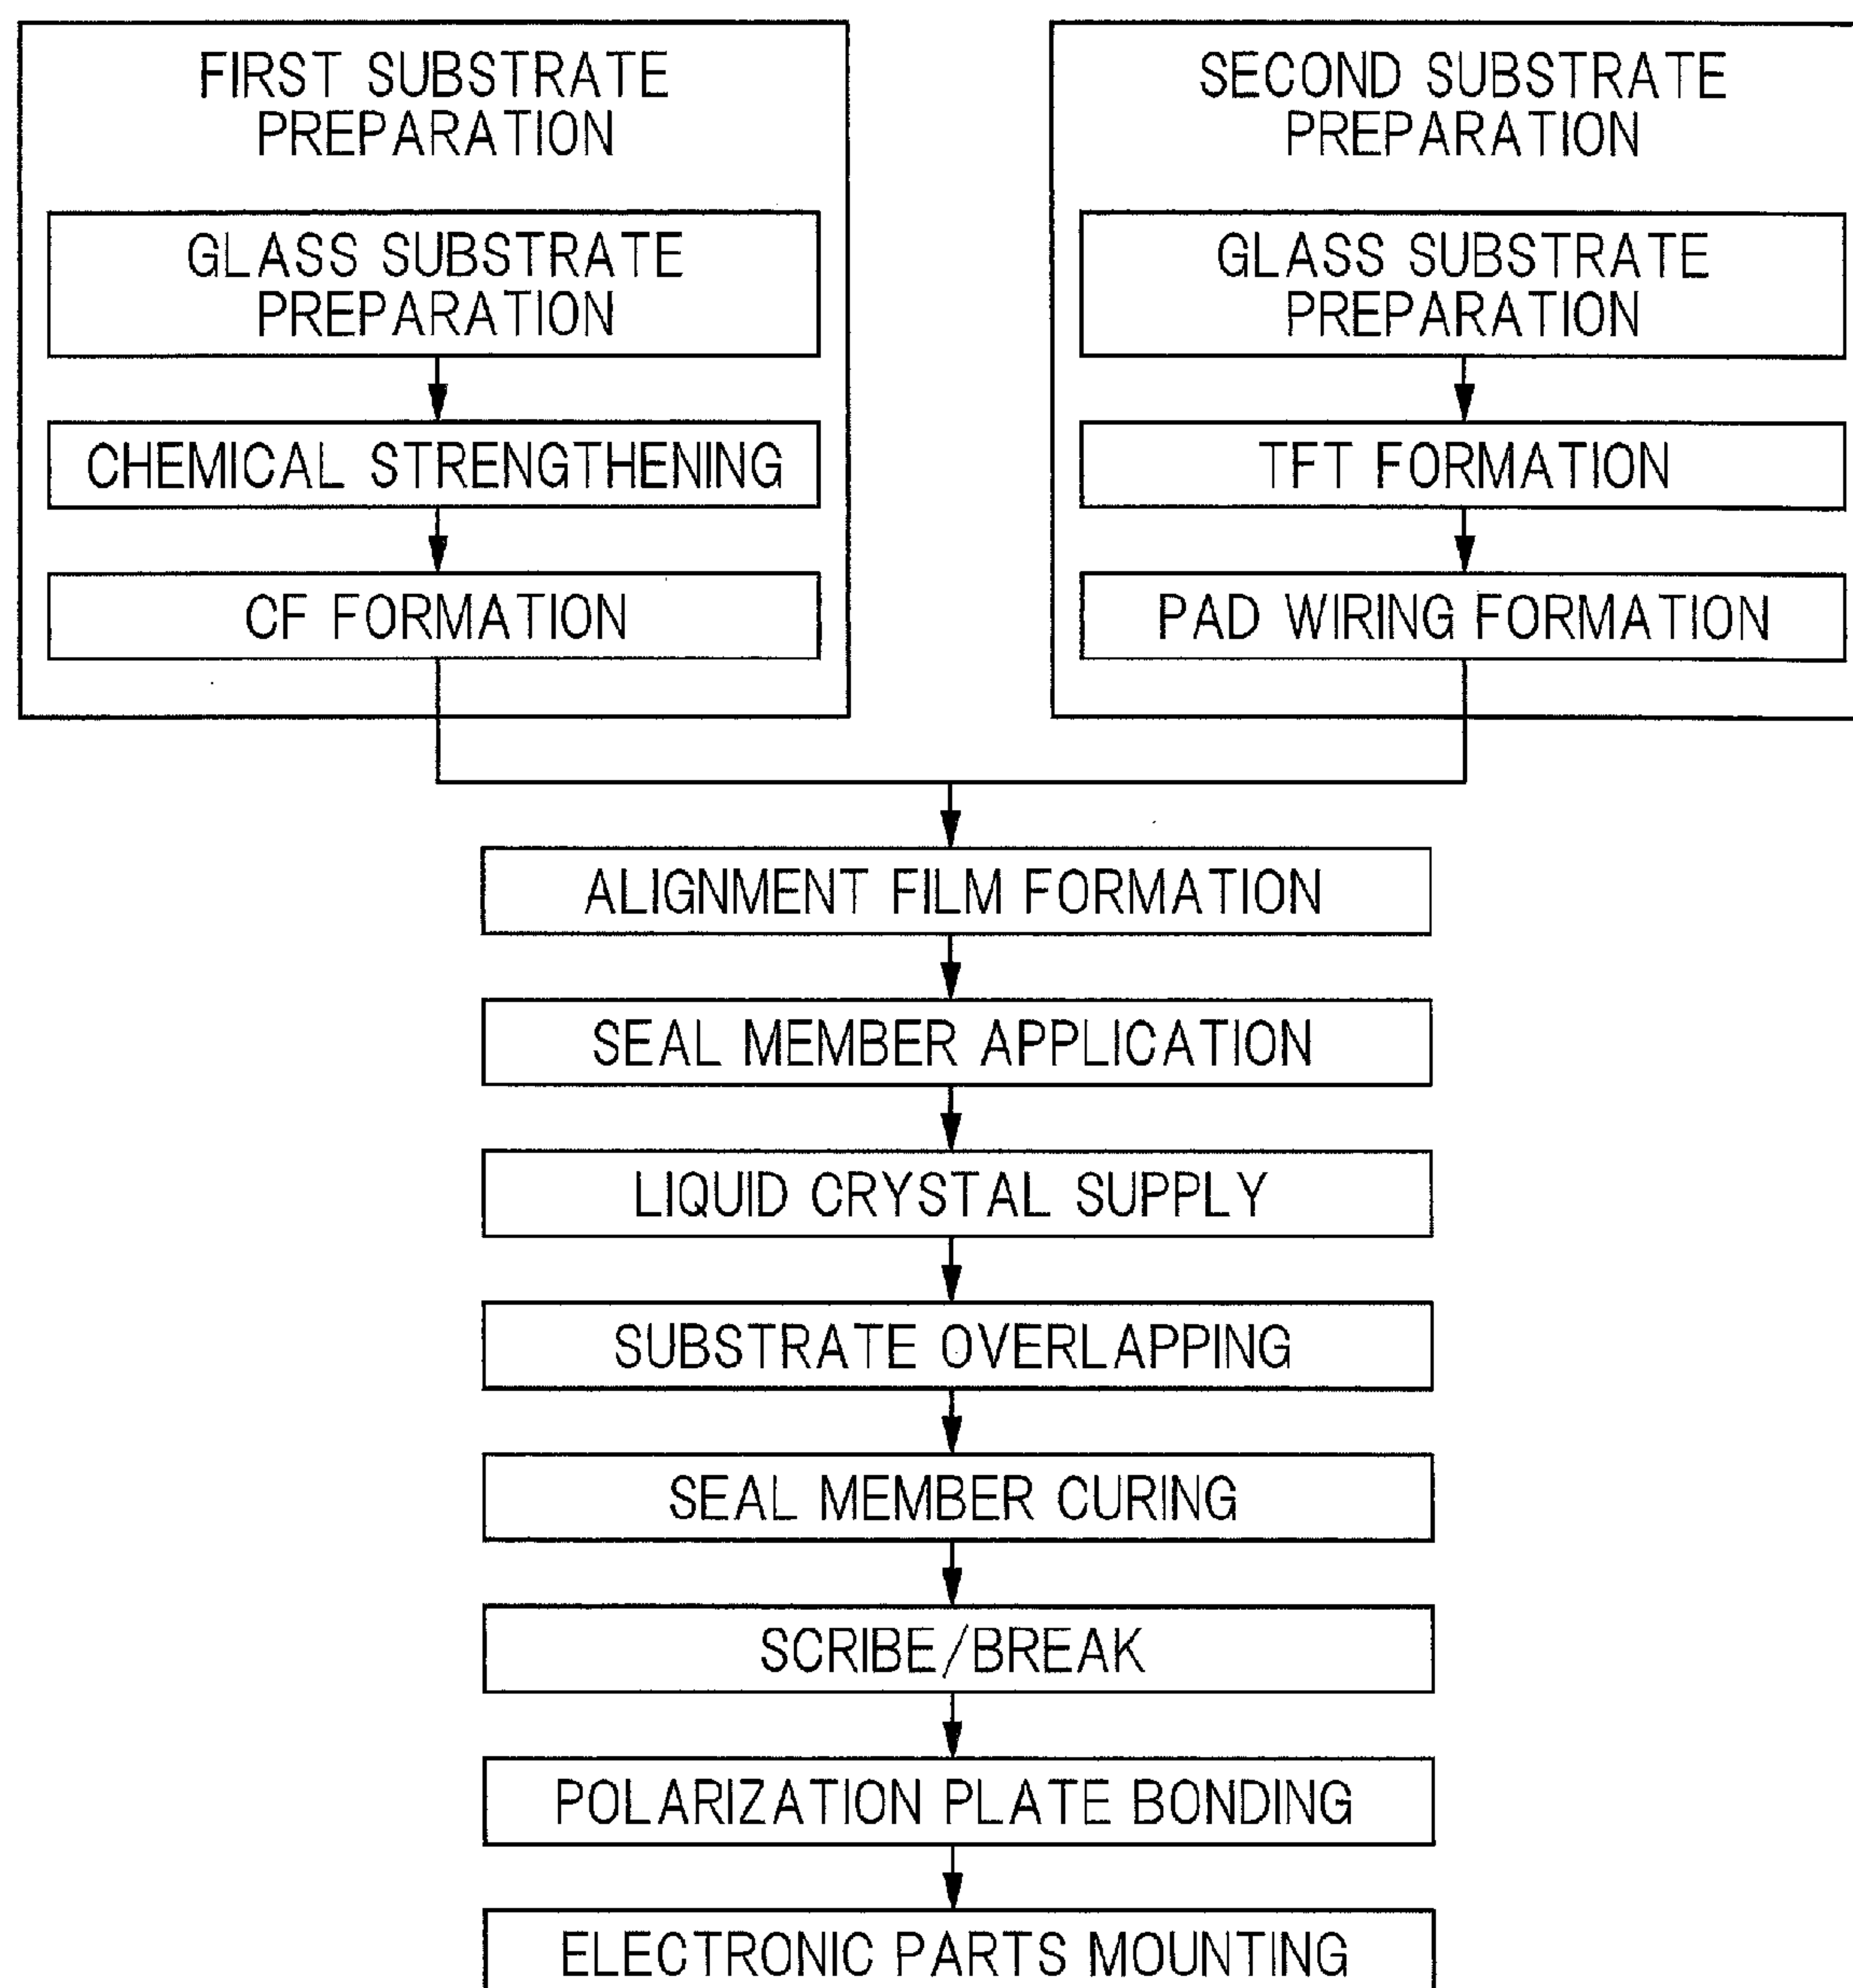 FIRST SUBSTRATE
PREPARATION
GLASS SUBSTRATE
PREPARATION
CHEMICAL STRENGTHENING
CF FORMATION
SECOND SUBSTRATE
PREPARATION
GLASS SUBSTRATE
PREPARATION
TFT FORMATION
PAD WIRING FORMATION
ALIGNMENT FILM FORMATION
SEAL MEMBER APPLICATION
LIQUID CRYSTAL SUPPLY
SUBSTRATE OVERLAPPING
SEAL MEMBER CURING
SCRIBE/BREAK
POLARIZATION PLATE BONDING
ELECTRONIC PARTS MOUNTING